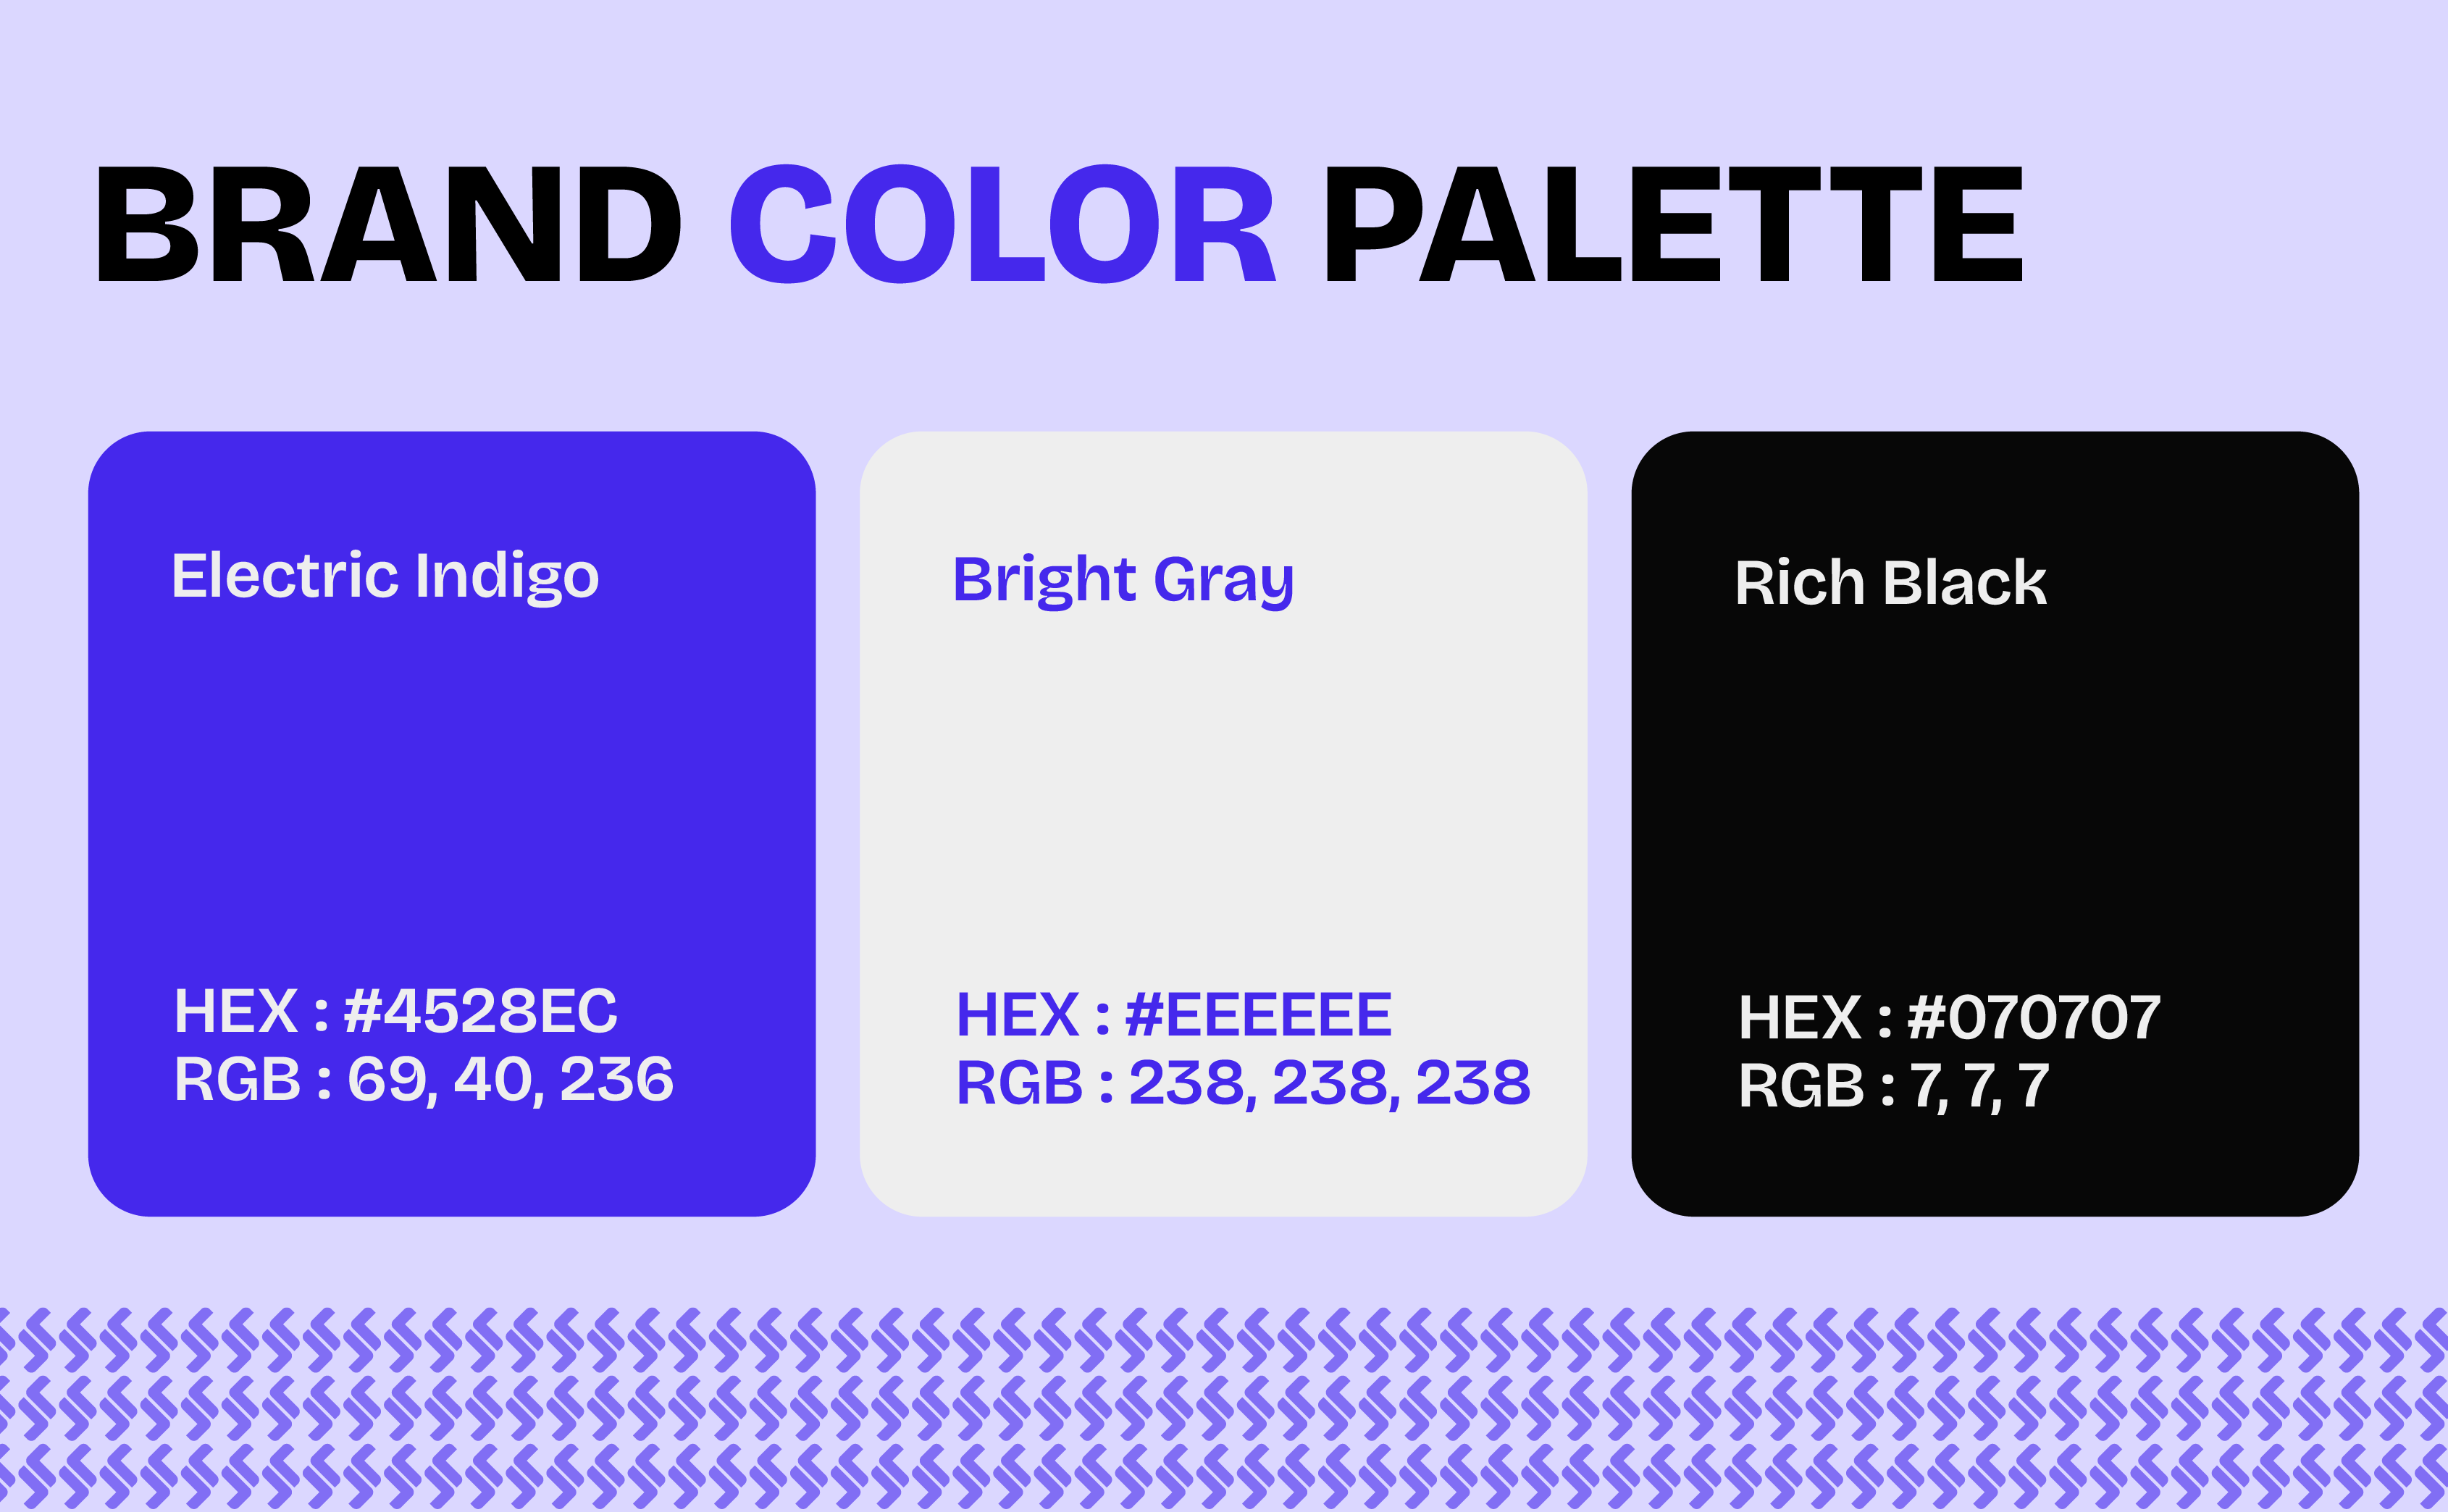 BRAND COLOR PALETTE
Electric Indigo
HEX : #4528EC
RGB : 69, 40, 236
Bright Gray
HEX : #EEEEEE
RGB : 238, 238, 238
Rich Black
HEX : #070707
RGB : 7, 7, 7